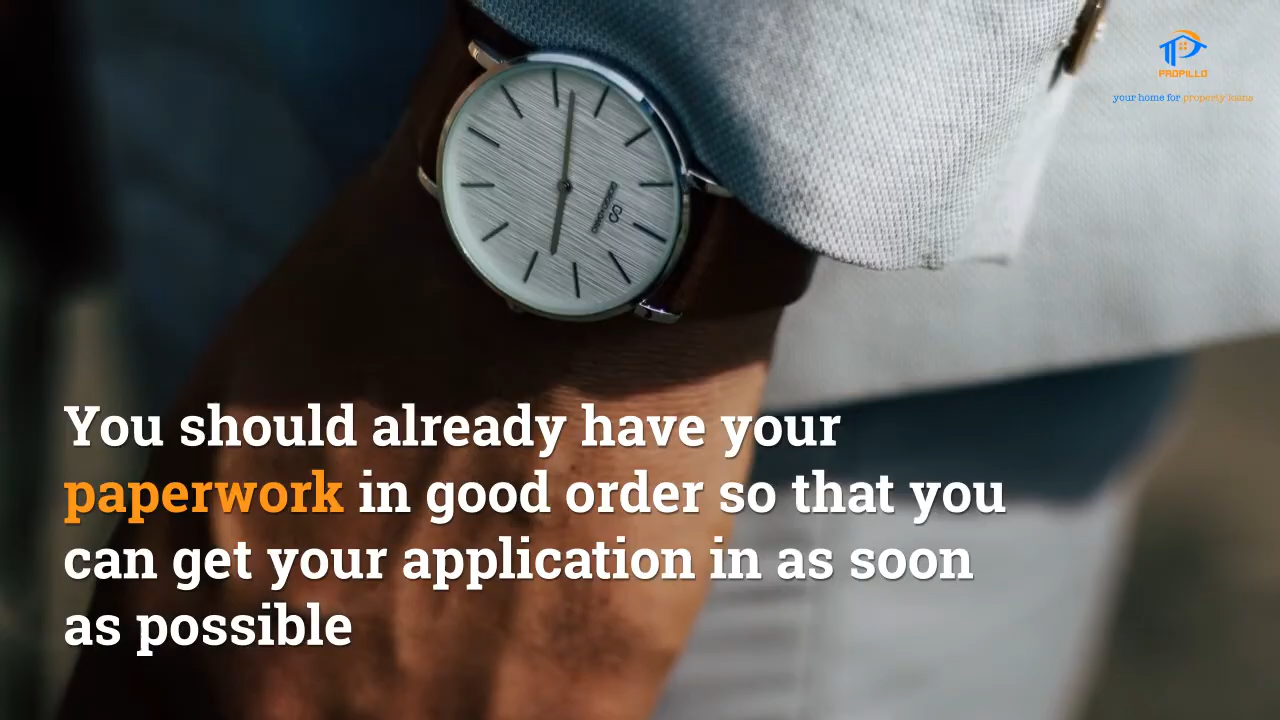 PROPILLO
your home for property loans
You should already have your
paperwork in good order so that you
can get your application in as soon
as possible